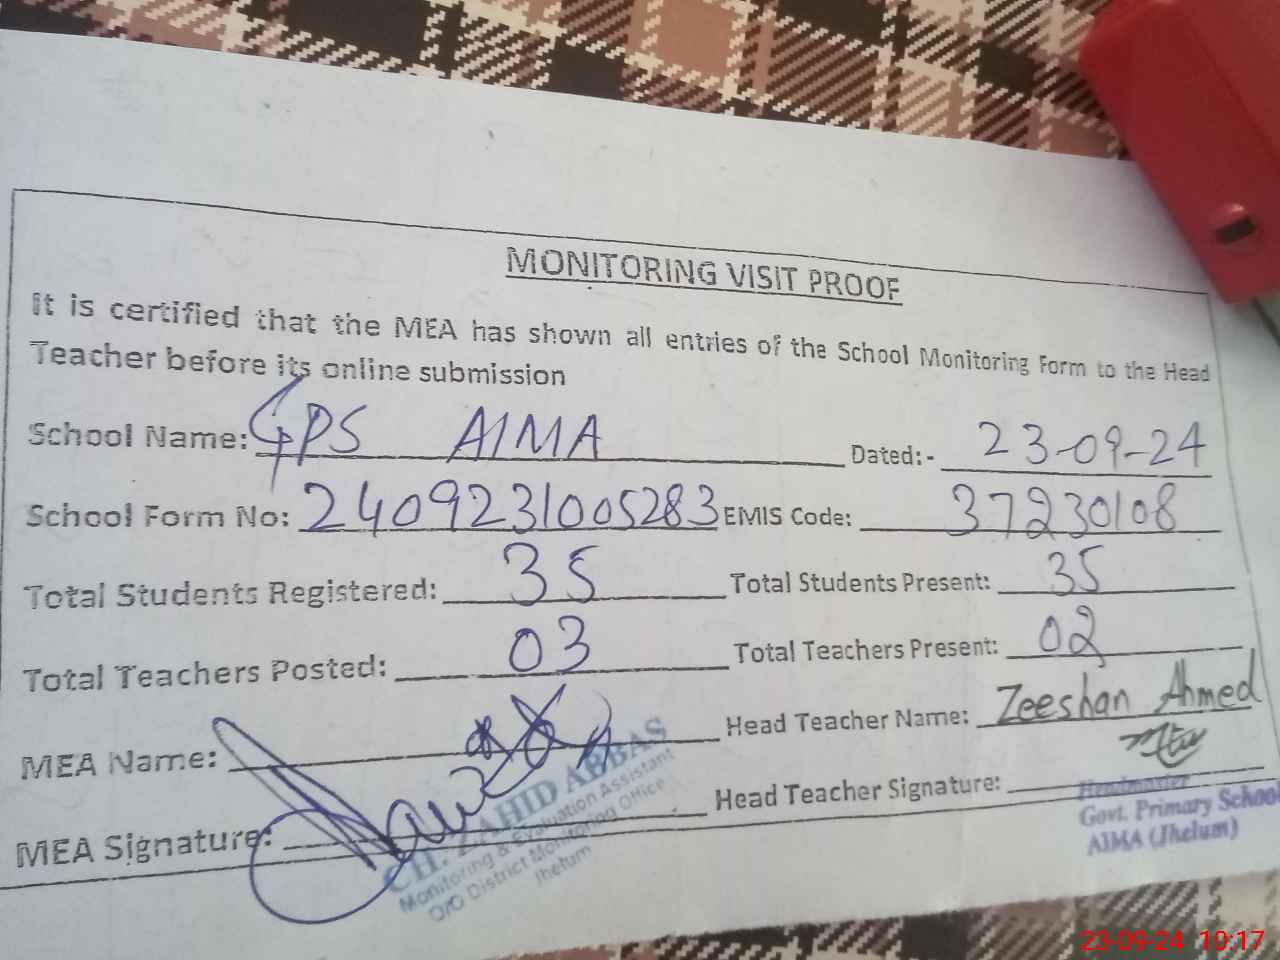 MONITORING VISIT PROOF
It is certified that the MEA has shown all entries of the School Monitoring Form to the Head
Teacher before its online submission
School Name: GPS AIMA Dated:- 23-09-24
School Form No: 2409231005283 EMIS Code: 37230108
Total Students Registered: 35 Total Students Present: 35
Total Teachers Posted: 03 Total Teachers Present: 02
MEA Name: Head Teacher Name: Zeeshan Ahmed
MEA Signature: Head Teacher Signature:
CH. ZAHID ABBAS
Monitoring & Evaluation Assistant
O/O District Monitoring Office
Jhelum
Headmaster
Govt. Primary School
AIMA (Jhelum)
23-09-24 10:17